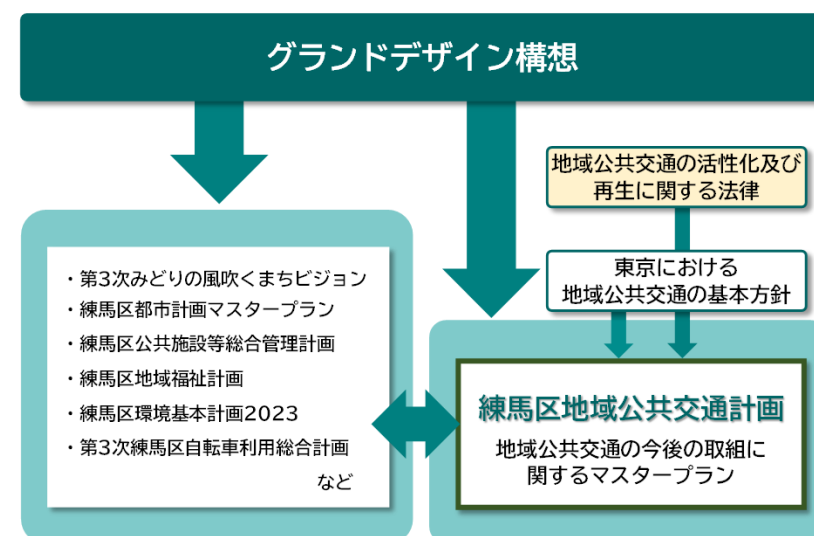 グランドデザイン構想
地域公共交通の活性化及び
再生に関する法律
東京における
地域公共交通の基本方針
・第3次みどりの風吹くまちビジョン
・練馬区都市計画マスタープラン
・練馬区公共施設等総合管理計画
・練馬区地域福祉計画
・練馬区環境基本計画2023
・第3次練馬区自転車利用総合計画
など
練馬区地域公共交通計画
地域公共交通の今後の取組に
関するマスタープラン